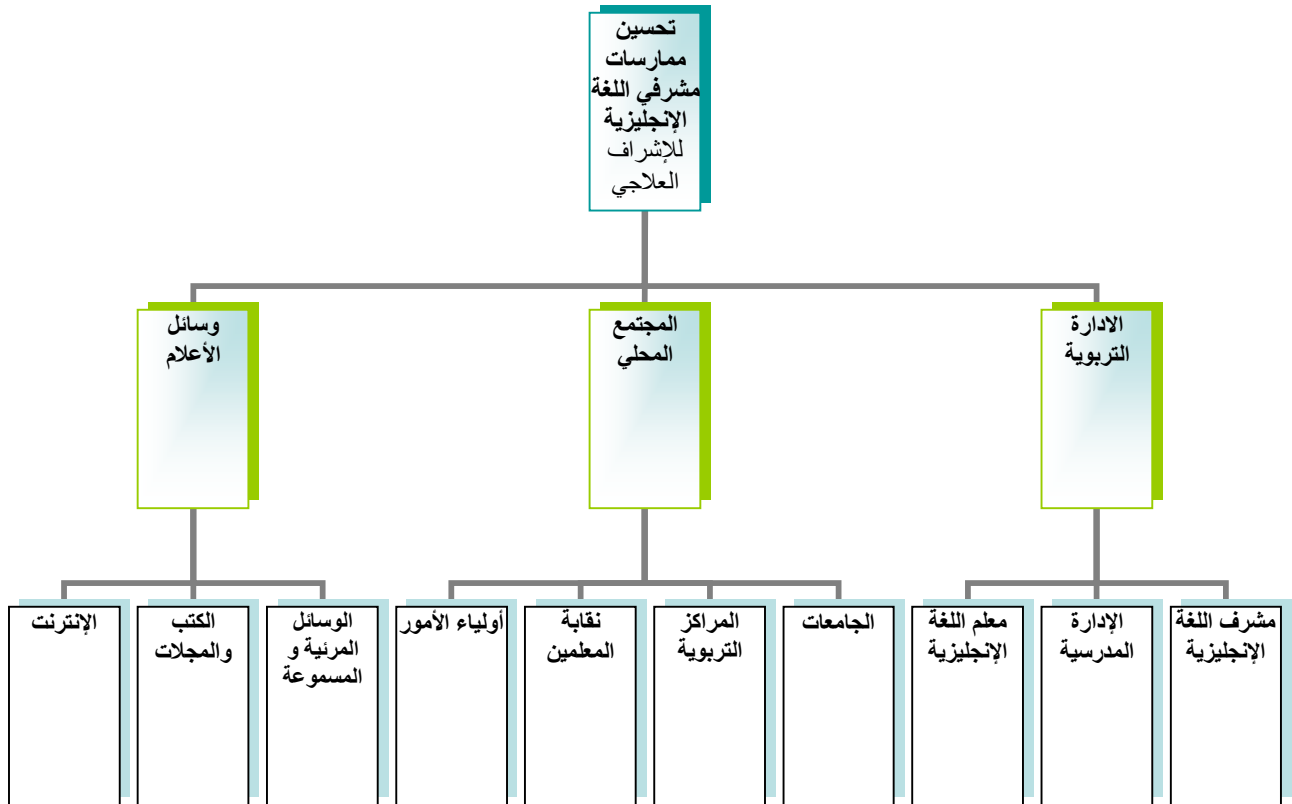 تحسين
ممارسات
مشرفي اللغة
الإنجليزية
للإشراف
العلاجي
الادارة
التربوية
المجتمع
المحلي
وسائل
الأعلام
مشرف اللغة
الإنجليزية
الإدارة
المدرسية
معلم اللغة
الإنجليزية
الجامعات
المراكز
التربوية
نقابة
المعلمين
أولياء الأمور
الوسائل
المرئية و
المسموعة
الكتب
والمجلات
الإنترنت